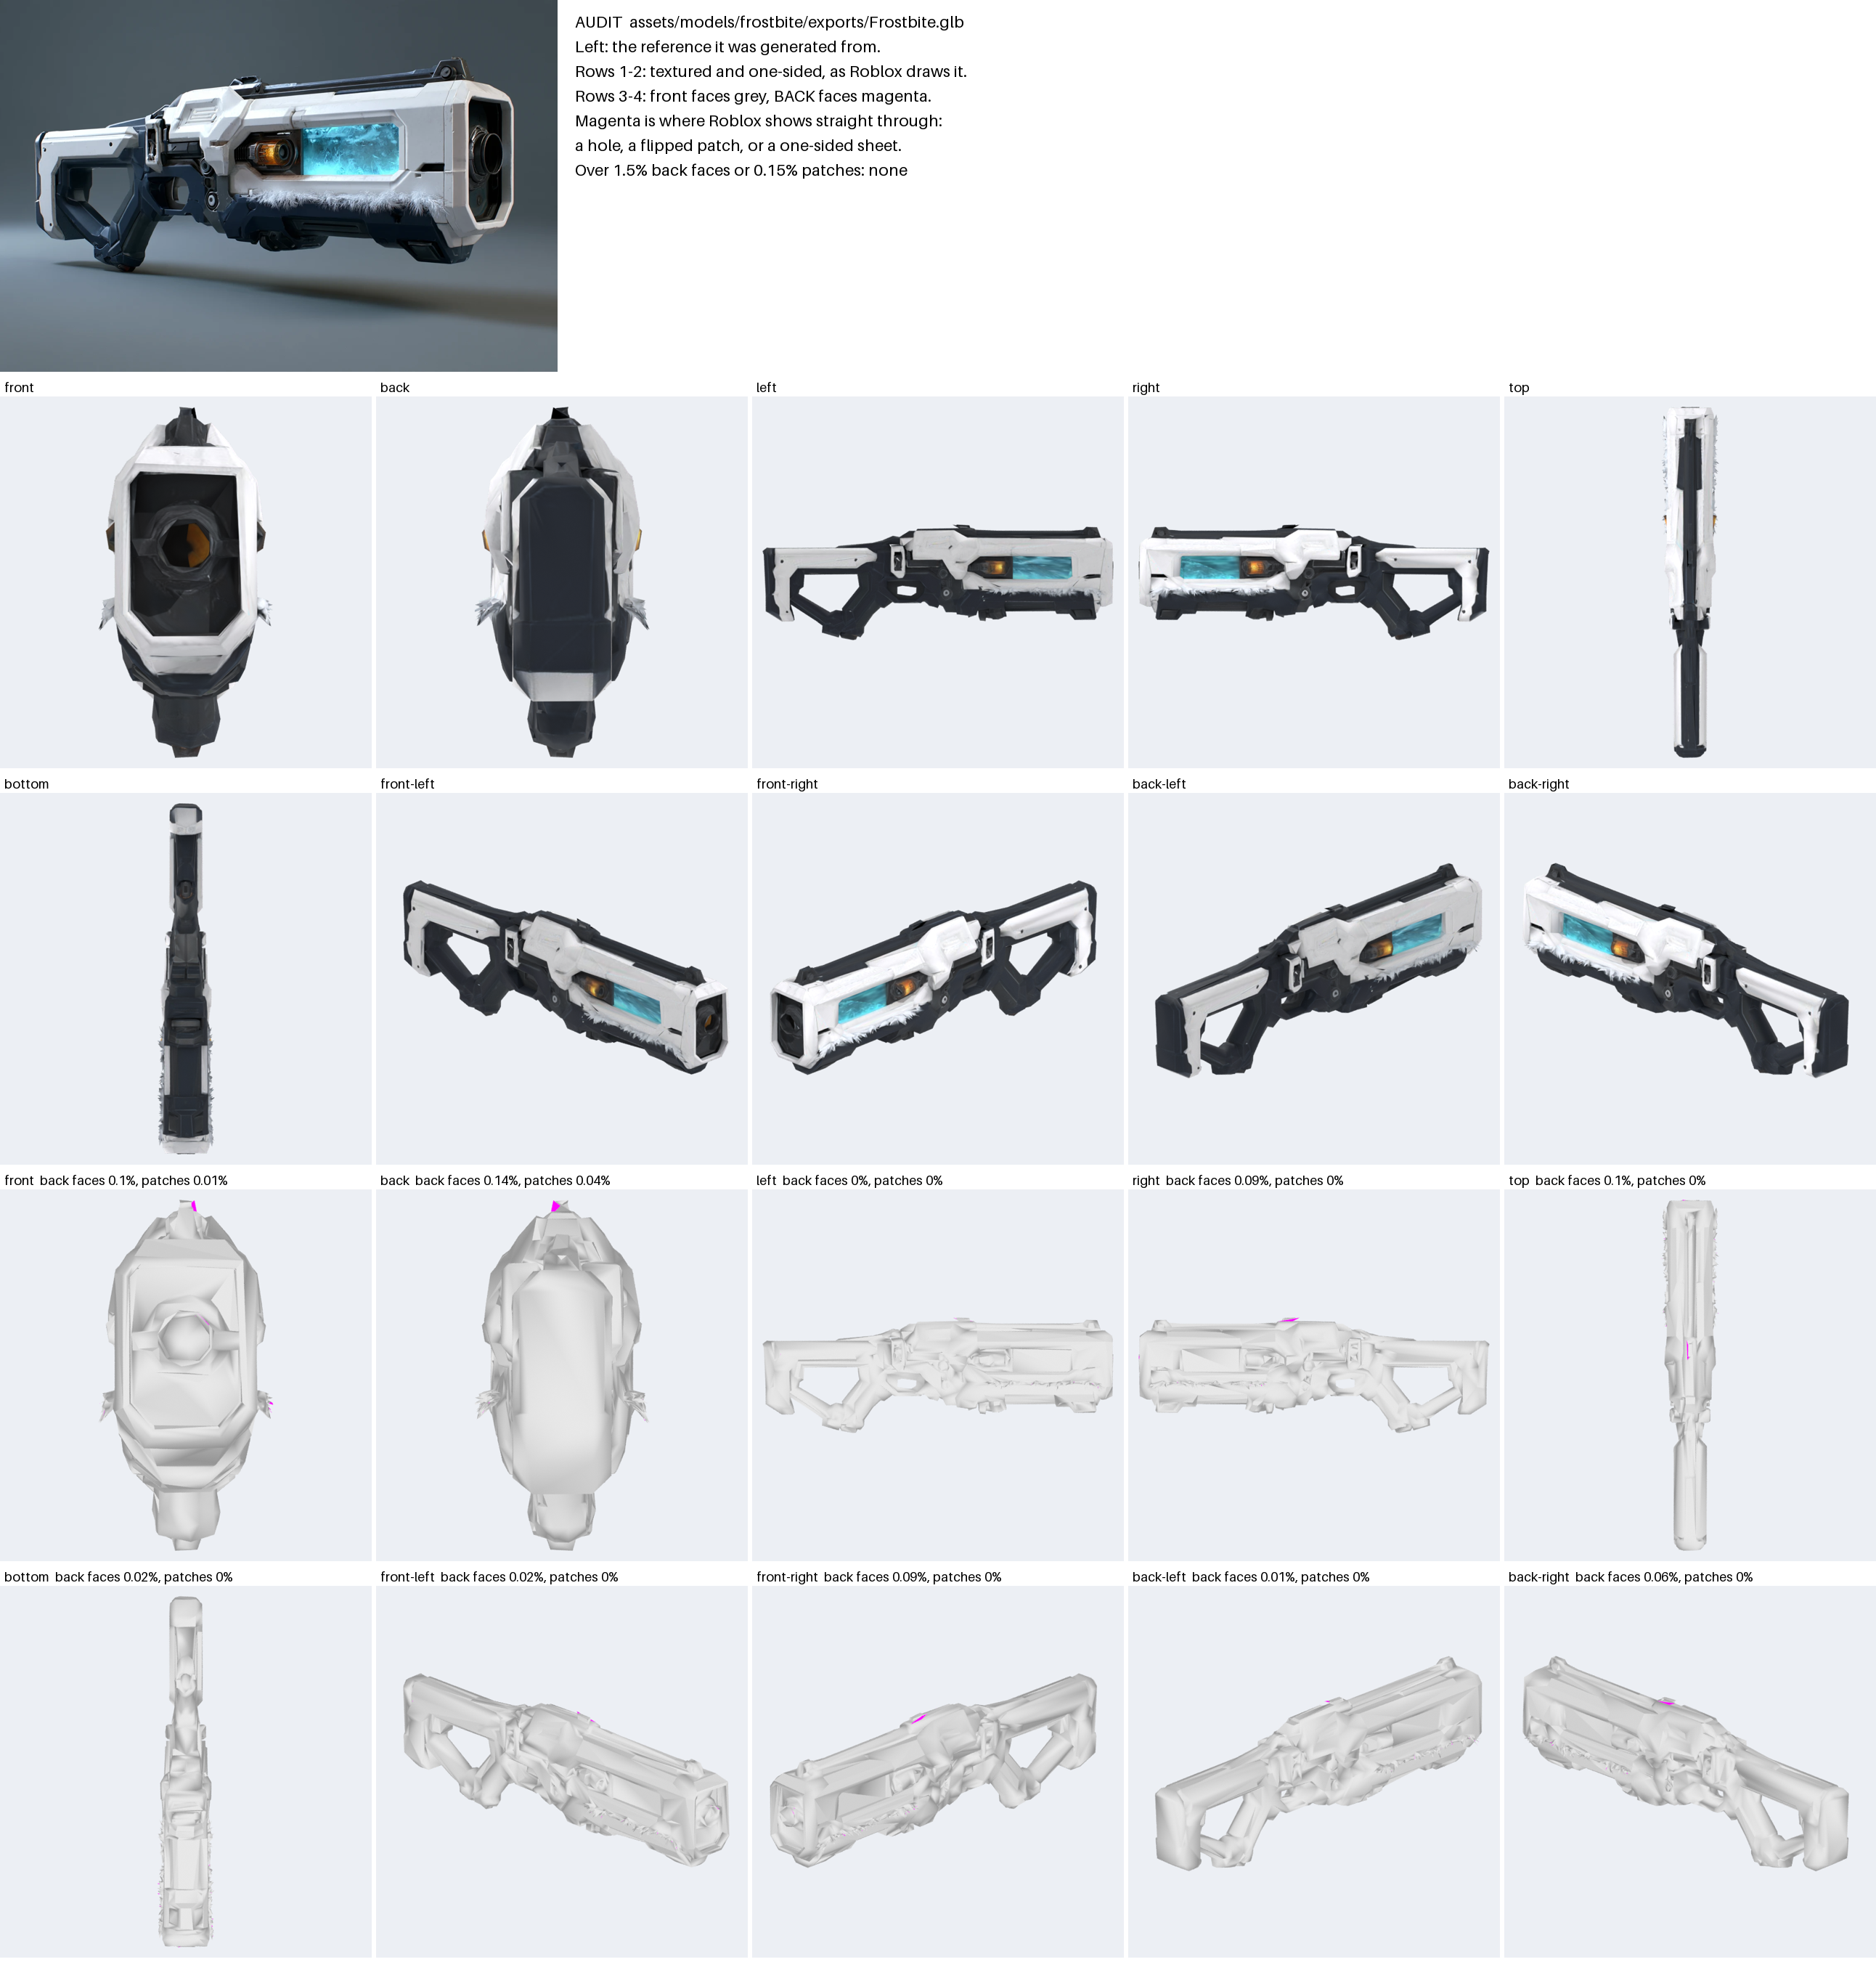 AUDIT  assets/models/frostbite/exports/Frostbite.glb
Left: the reference it was generated from.
Rows 1-2: textured and one-sided, as Roblox draws it.
Rows 3-4: front faces grey, BACK faces magenta.
Magenta is where Roblox shows straight through:
a hole, a flipped patch, or a one-sided sheet.
Over 1.5% back faces or 0.15% patches: none
front
back
left
right
top
bottom
front-left
front-right
back-left
back-right
front  back faces 0.1%, patches 0.01%
back  back faces 0.14%, patches 0.04%
left  back faces 0%, patches 0%
right  back faces 0.09%, patches 0%
top  back faces 0.1%, patches 0%
bottom  back faces 0.02%, patches 0%
front-left  back faces 0.02%, patches 0%
front-right  back faces 0.09%, patches 0%
back-left  back faces 0.01%, patches 0%
back-right  back faces 0.06%, patches 0%